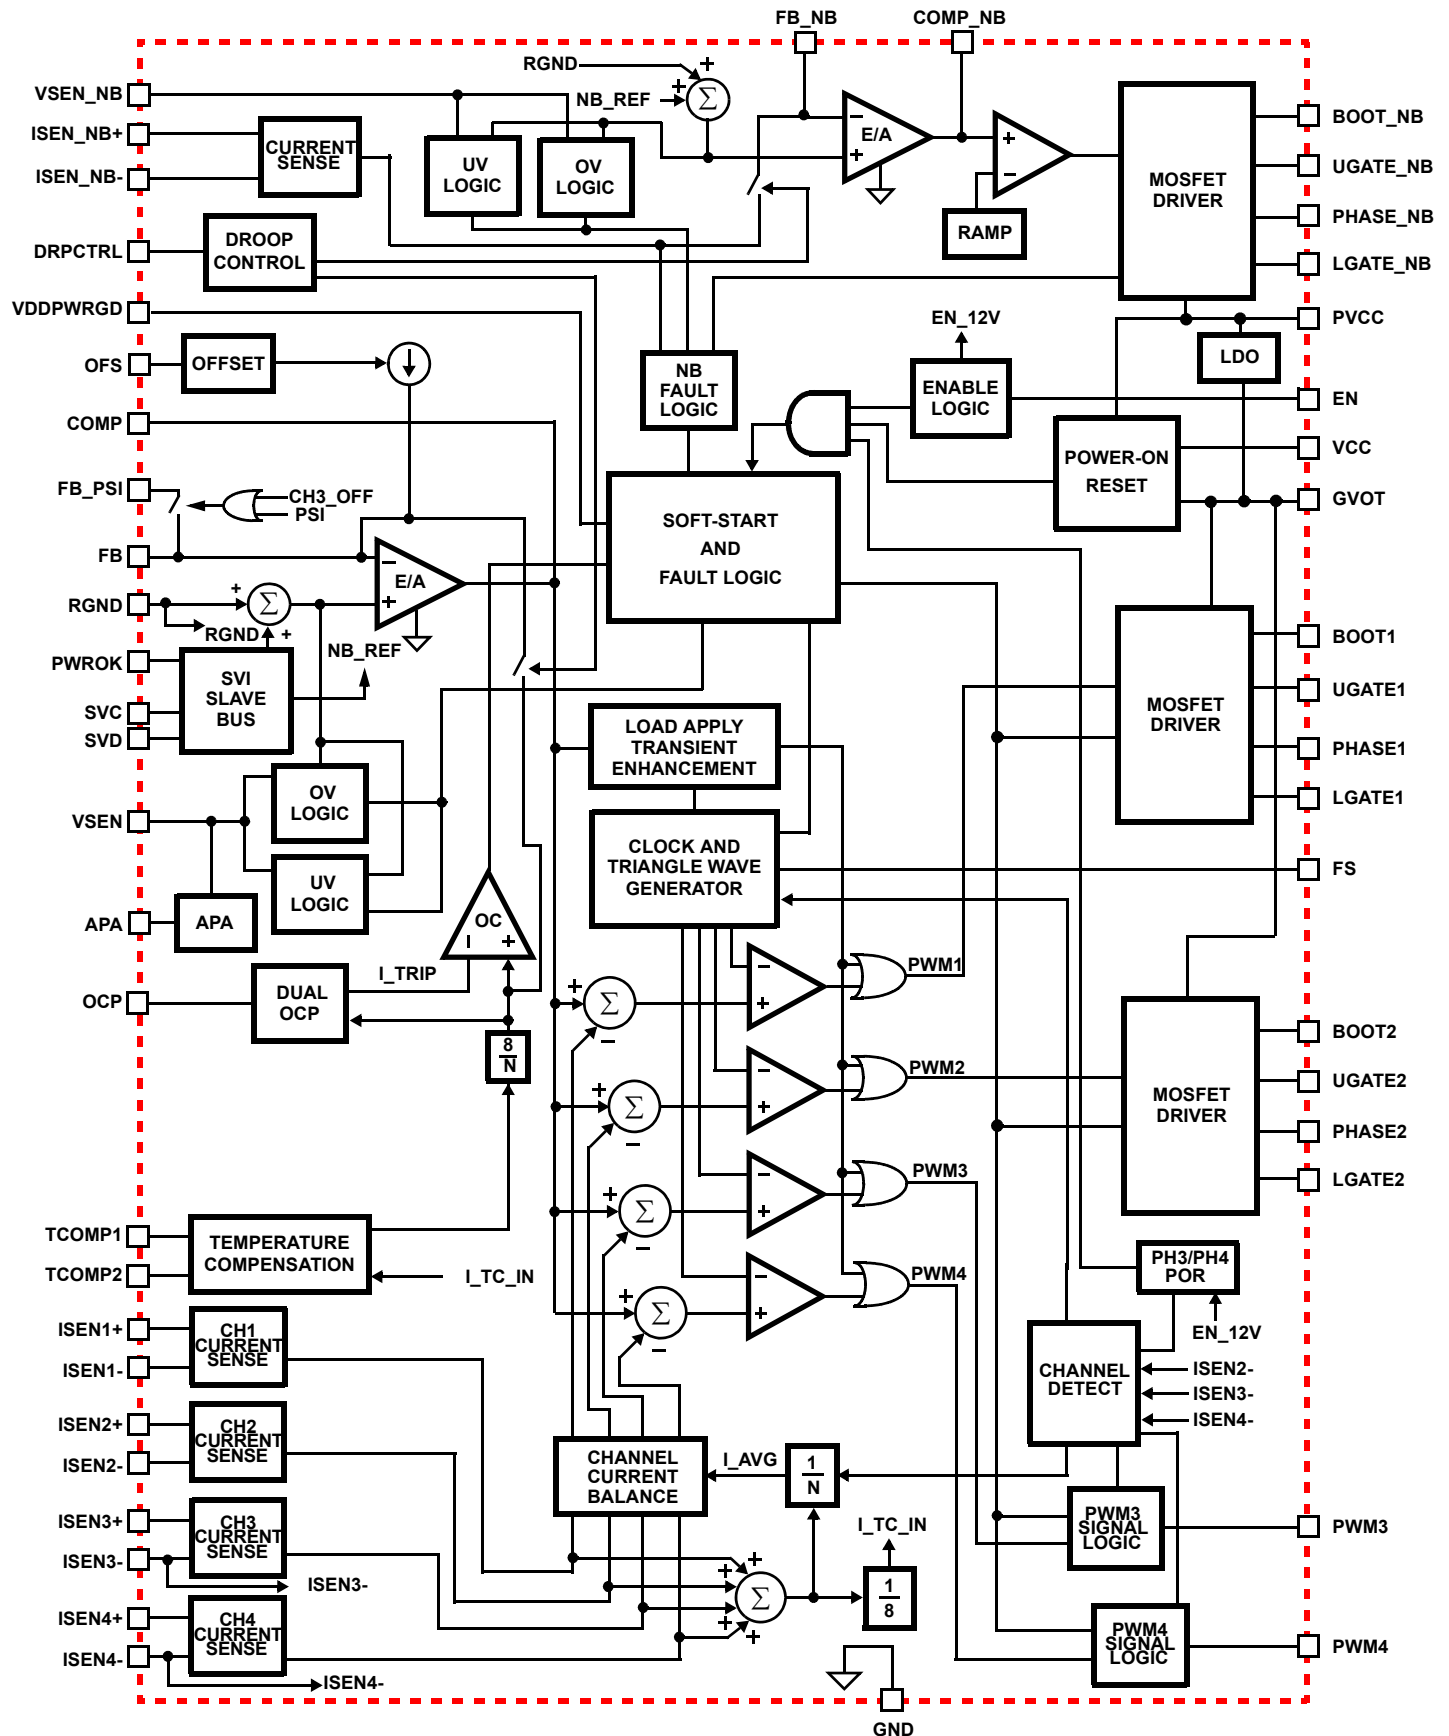 FB_NB
COMP_NB
RGND
+
VSEN_NB
NB_REF
+
Σ
BOOT_NB
ISEN_NB+
CURRENT
SENSE
UV
LOGIC
OV
LOGIC
−
E/A
+
+
−
MOSFET
DRIVER
UGATE_NB
ISEN_NB-
PHASE_NB
RAMP
DRPCTRL
DROOP
CONTROL
LGATE_NB
VDDPWRGD
EN_12V
PVCC
OFS
OFFSET
NB
FAULT
LOGIC
ENABLE
LOGIC
LDO
EN
COMP
VCC
POWER-ON
RESET
FB_PSI
CH3_OFF
PSI
GVOT
SOFT-START
AND
FAULT LOGIC
FB
−
E/A
+
RGND
+
Σ
RGND
+
NB_REF
BOOT1
PWROK
SVI
SLAVE
BUS
SVC
SVD
UGATE1
MOSFET
DRIVER
LOAD APPLY
TRANSIENT
ENHANCEMENT
PHASE1
OV
LOGIC
LGATE1
VSEN
CLOCK AND
TRIANGLE WAVE
GENERATOR
FS
UV
LOGIC
APA
APA
OC
− +
I_TRIP
PWM1
−
+
OCP
DUAL
OCP
+
Σ
−
8
N
BOOT2
PWM2
−
+
+
Σ
−
MOSFET
DRIVER
UGATE2
PHASE2
PWM3
−
+
+
Σ
−
LGATE2
TCOMP1
TEMPERATURE
COMPENSATION
TCOMP2
I_TC_IN
PH3/PH4
POR
PWM4
−
+
+
Σ
−
EN_12V
ISEN1+
CH1
CURRENT
SENSE
ISEN1-
CHANNEL
DETECT
ISEN2-
ISEN3-
ISEN4-
ISEN2+
CH2
CURRENT
SENSE
ISEN2-
CHANNEL
CURRENT
BALANCE
I_AVG
1
N
ISEN3+
CH3
CURRENT
SENSE
ISEN3-
ISEN3-
I_TC_IN
PWM3
SIGNAL
LOGIC
PWM3
+
+
Σ
+
+
1
8
ISEN4+
CH4
CURRENT
SENSE
ISEN4-
ISEN4-
PWM4
SIGNAL
LOGIC
PWM4
GND